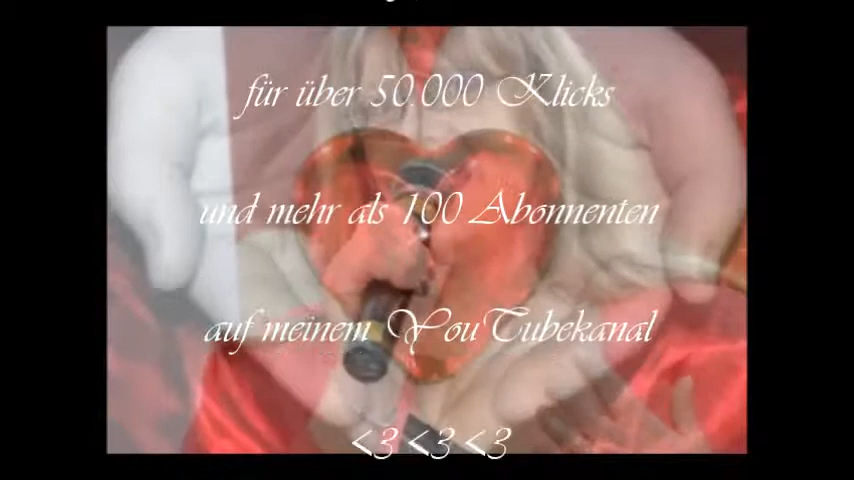 für über 50.000 Klicks
und mehr als 100 Abonnenten
auf meinem YouTubekanal
<3 <3 <3